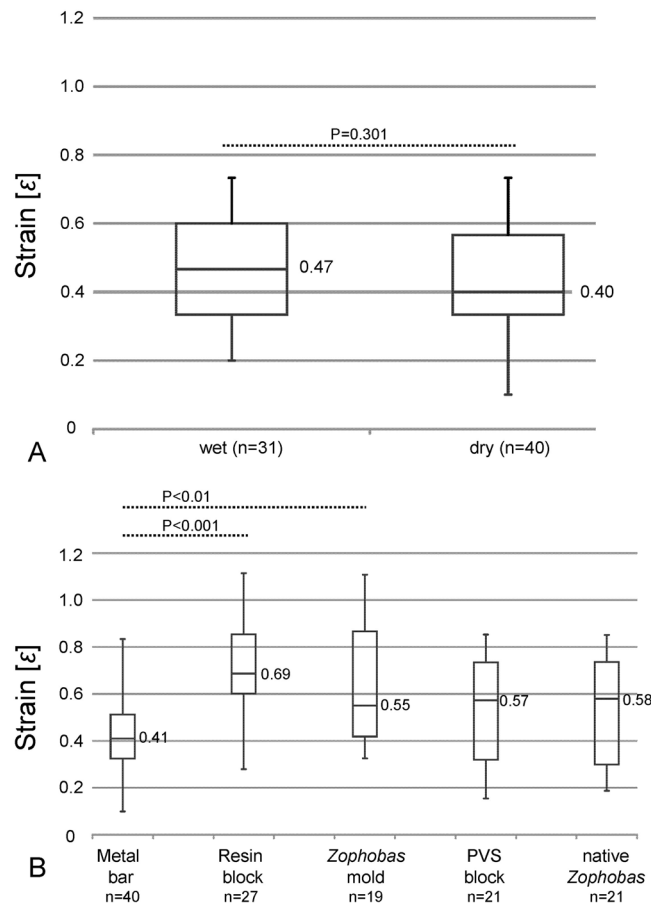 1.2
1.0
P=0.301
0.8
Strain [ε]
0.6
0.47
0.4
0.40
0.2
0
A
wet (n=31)
dry (n=40)
P<0.01
P<0.001
1.2
1.0
Strain [ε]
0.8
0.69
0.6
0.55
0.57
0.58
0.41
0.4
0.2
0
B
Metal
bar
n=40
Resin
block
n=27
Zophobas
mold
n=19
PVS
block
n=21
native
Zophobas
n=21